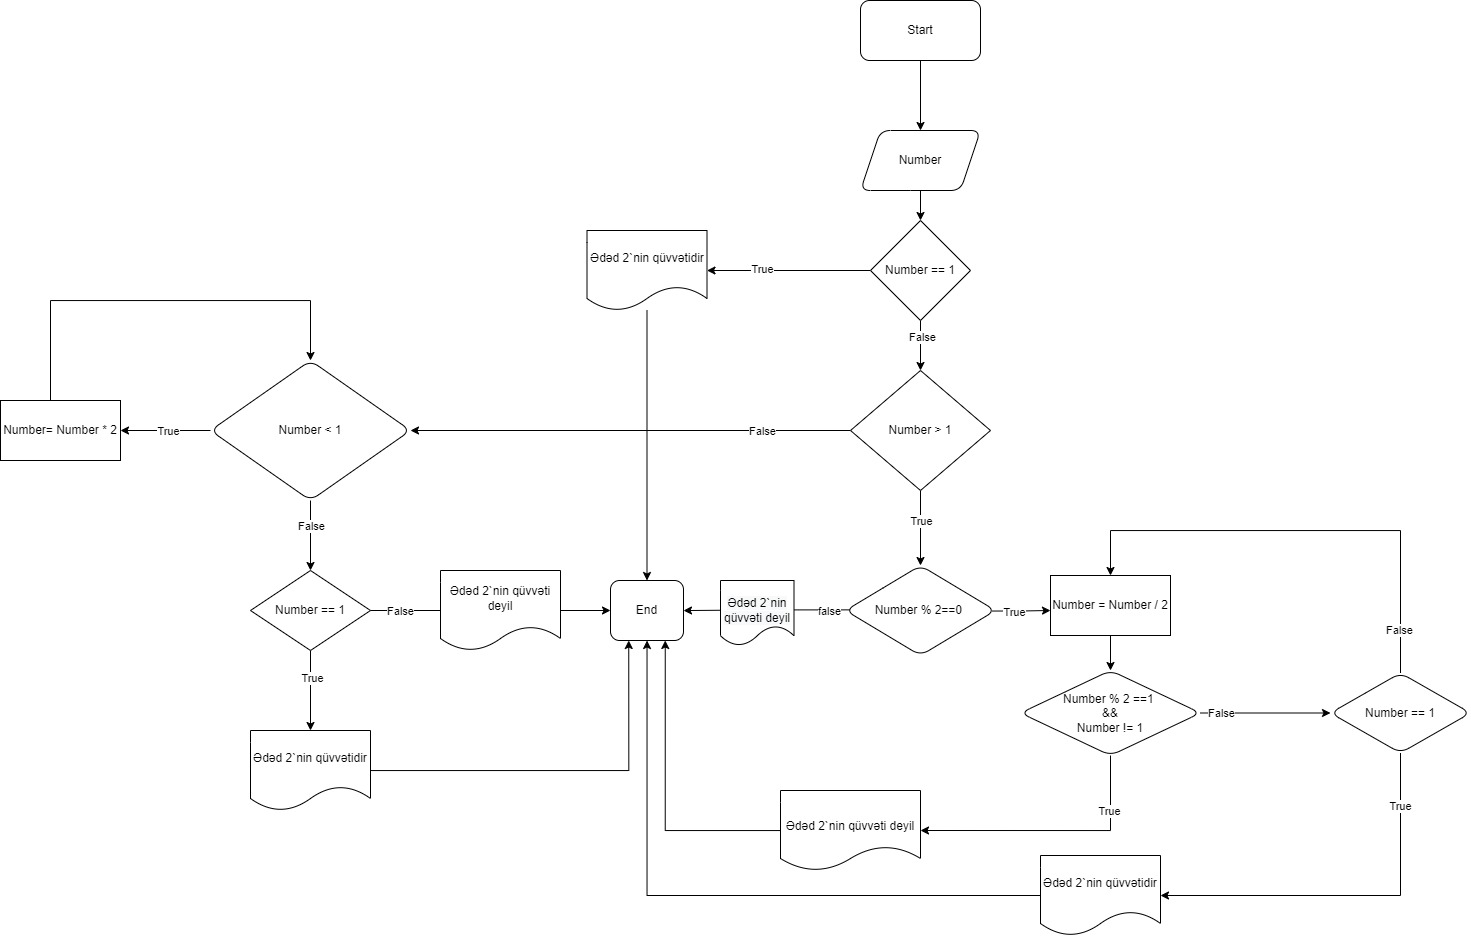 Start
Number
Number == 1
True
Ədəd 2`nin qüvvətidir
False
Number > 1
False
Number < 1
True
Number= Number * 2
False
Number == 1
False
Ədəd 2`nin qüvvəti
deyil
True
Ədəd 2`nin qüvvətidir
End
True
Number % 2==0
false
Ədəd 2`nin
qüvvəti deyil
True
Number = Number / 2
Number % 2 ==1
&&
Number != 1
False
Number == 1
False
True
Ədəd 2`nin qüvvəti deyil
True
Ədəd 2`nin qüvvətidir